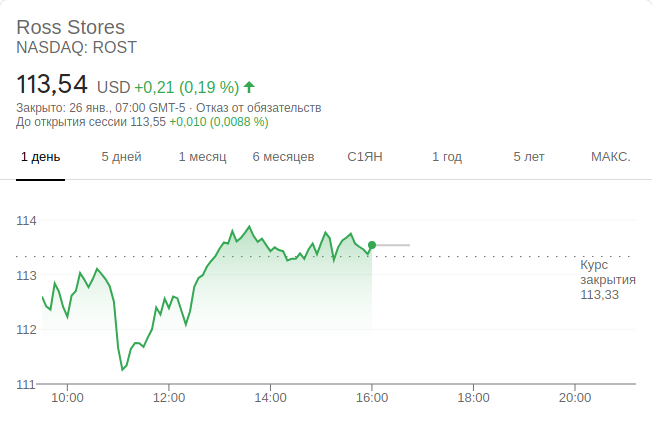 Ross Stores
NASDAQ: ROST
113,54 USD +0,21 (0,19 %)
Закрыто: 26 янв., 07:00 GMT-5 · Отказ от обязательств
До открытия сессии 113,55 +0,010 (0,0088 %)
1 день 5 дней 1 месяц 6 месяцев С1ЯН 1 год 5 лет МАКС.
114
113
Курс
закрытия
113,33
112
111
10:00 12:00 14:00 16:00 18:00 20:00